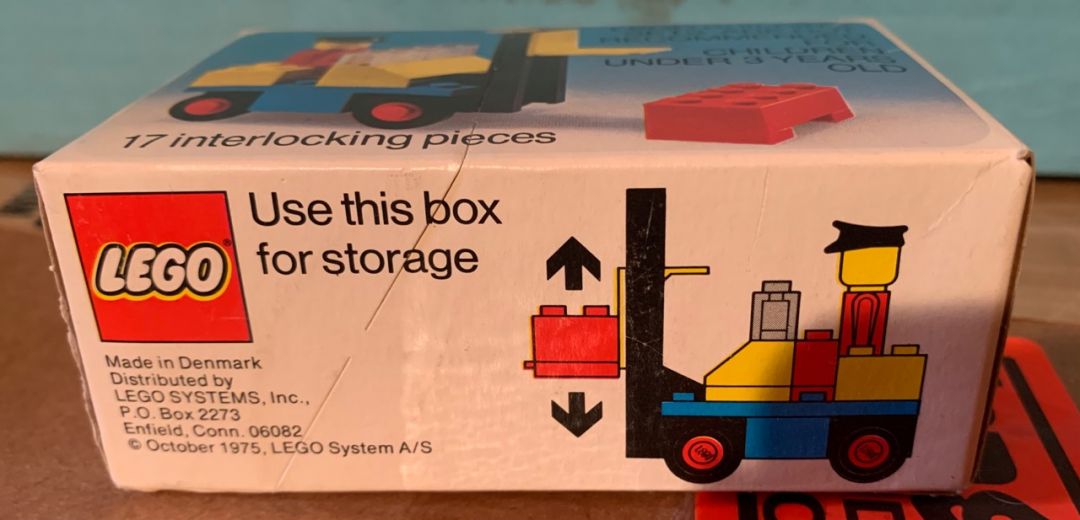 CHILDREN
UNDER 3 YEARS
OLD
17 interlocking pieces
LEGO®
Use this box
for storage
Made in Denmark
Distributed by
LEGO SYSTEMS, Inc.,
P.O. Box 2273
Enfield, Conn. 06082
© October 1975, LEGO System A/S